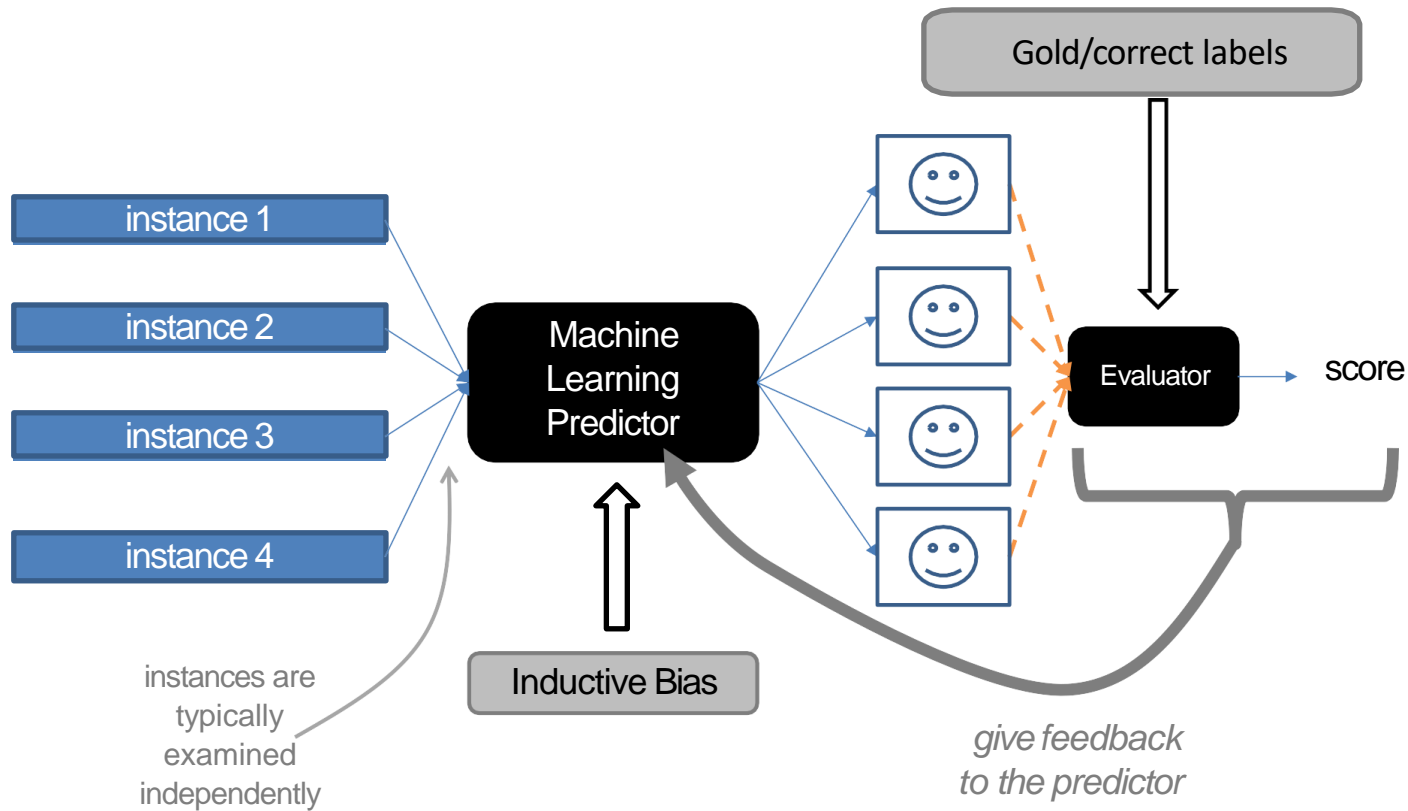 Gold/correct labels
instance 1
instance 2
instance 3
instance 4
Machine
Learning
Predictor
Evaluator
score
Inductive Bias
instances are
typically
examined
independently
give feedback
to the predictor